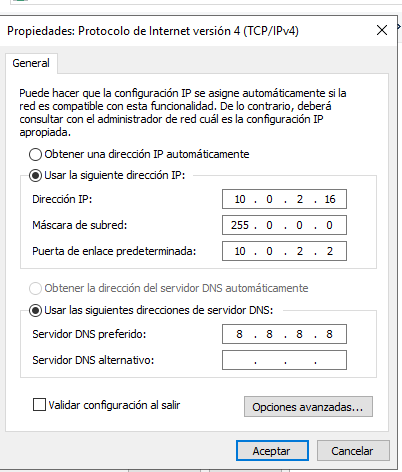 Propiedades: Protocolo de Internet versión 4 (TCP/IPv4)
General
Puede hacer que la configuración IP se asigne automáticamente si la
red es compatible con esta funcionalidad. De lo contrario, deberá
consultar con el administrador de red cuál es la configuración IP
apropiada.
Obtener una dirección IP automáticamente
Usar la siguiente dirección IP:
Dirección IP: 10 . 0 . 2 . 16
Máscara de subred: 255 . 0 . 0 . 0
Puerta de enlace predeterminada: 10 . 0 . 2 . 2
Obtener la dirección del servidor DNS automáticamente
Usar las siguientes direcciones de servidor DNS:
Servidor DNS preferido: 8 . 8 . 8 . 8
Servidor DNS alternativo: . . .
Validar configuración al salir
Opciones avanzadas...
Aceptar Cancelar